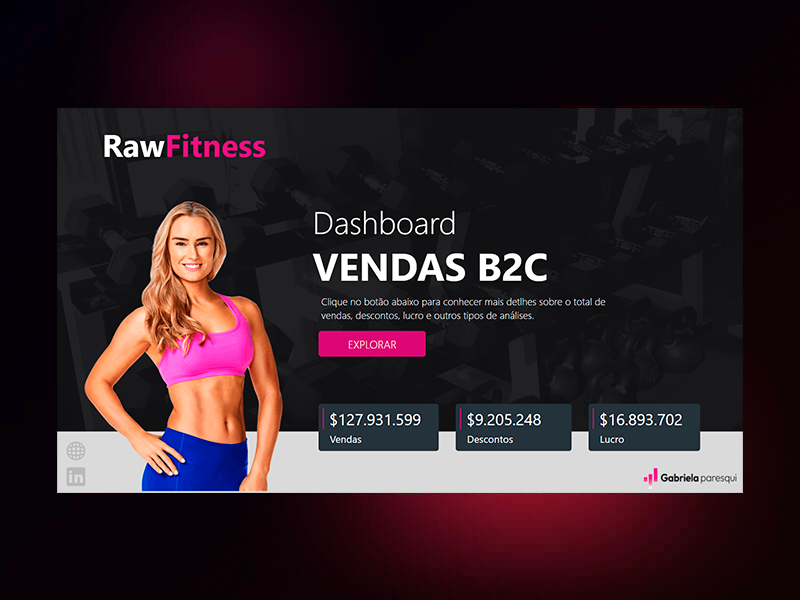 RawFitness
Dashboard
VENDAS B2C
Clique no botão abaixo para conhecer mais detlhes sobre o total de
vendas, descontos, lucro e outros tipos de análises.
EXPLORAR
$127.931.599
Vendas
$9.205.248
Descontos
$16.893.702
Lucro
in
Gabriela paresqui